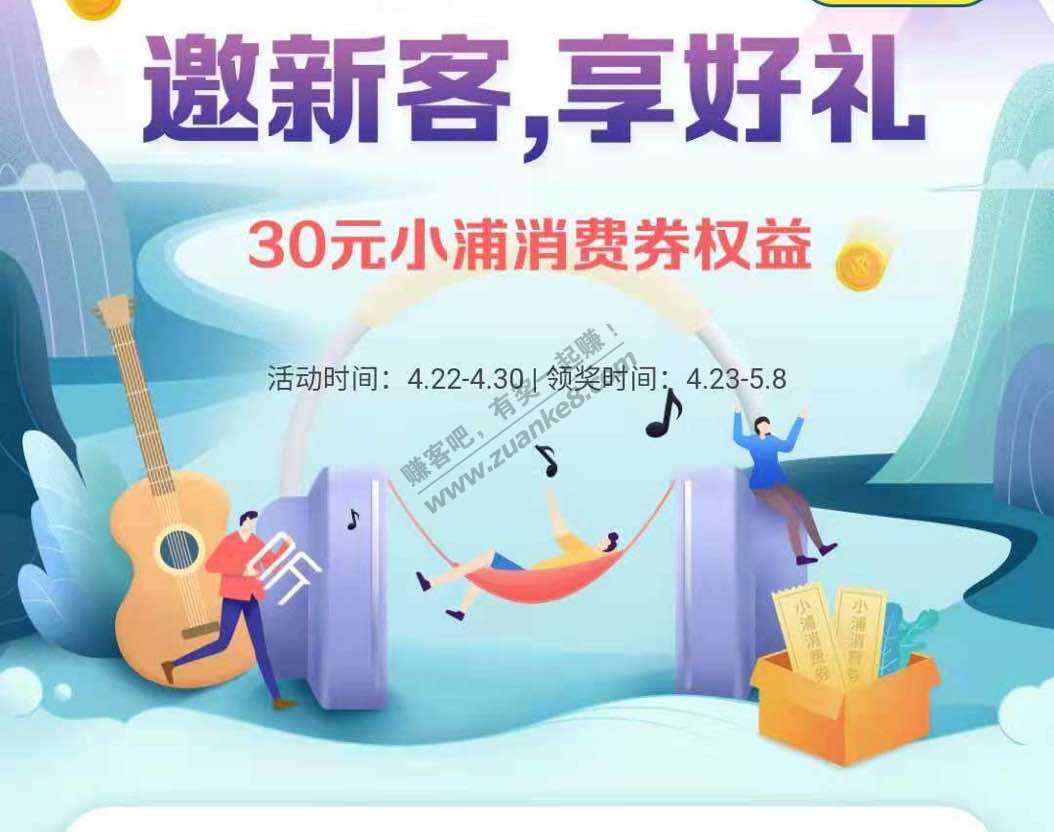 邀新客,享好礼
30元小浦消费券权益
活动时间：4.22-4.30 | 领奖时间：4.23-5.8
赚客吧，有奖一起赚！
www.zuanke8.com
听
小浦消费券
小浦消费券